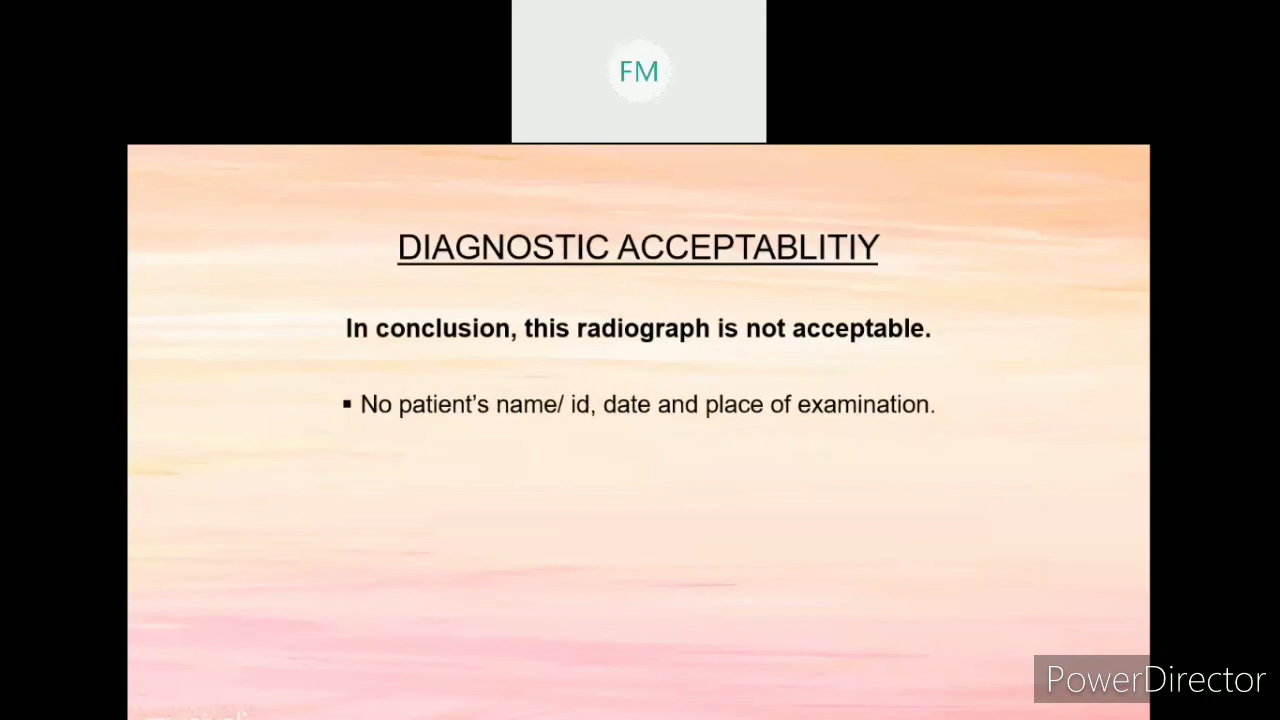 FM
DIAGNOSTIC ACCEPTABLITIY
In conclusion, this radiograph is not acceptable.
▪ No patient's name/ id, date and place of examination.
PowerDirector